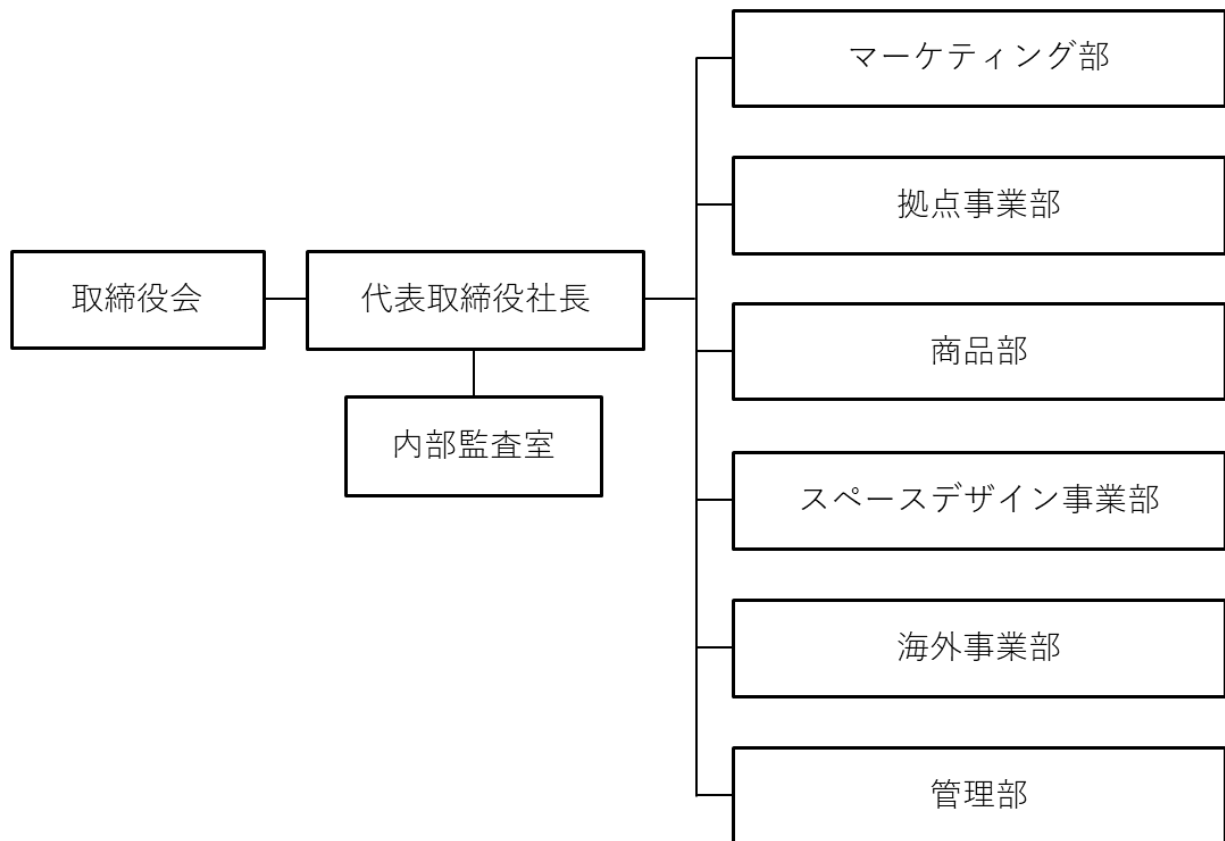 取締役会
代表取締役社長
内部監査室
マーケティング部
拠点事業部
商品部
スペースデザイン事業部
海外事業部
管理部